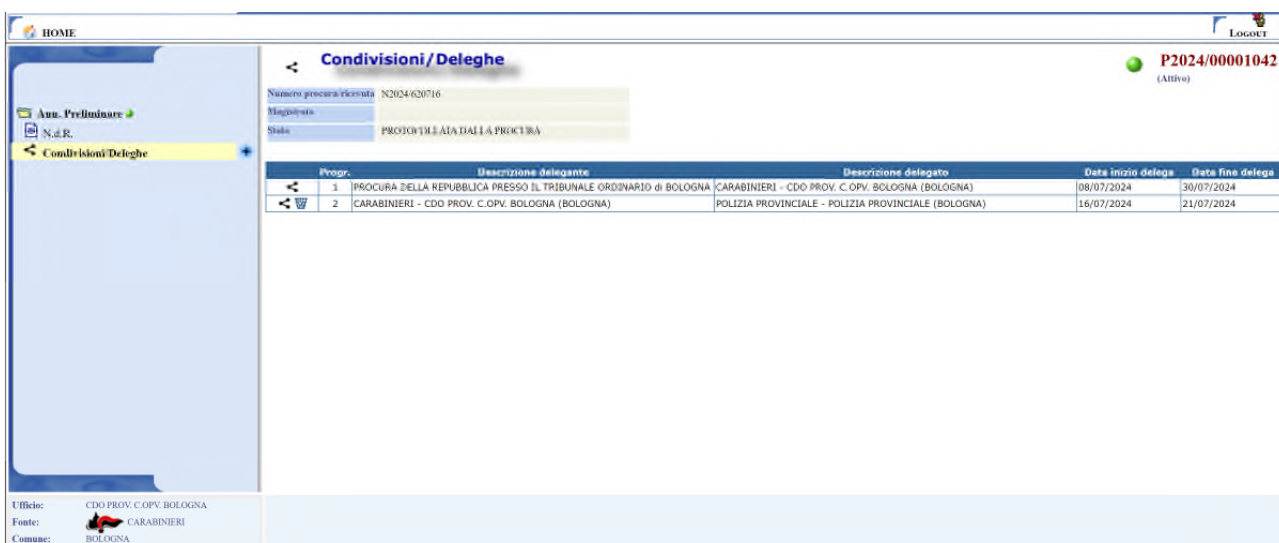 HOME
LOGOUT
Condivisioni/Deleghe
P2024/00001042
(Attivo)
Numero procura/ricevuta N2024/620716
Magistrato
Stato PROTOCOLLATA DALLA PROCURA
Ann. Preliminare
N.d.R.
Condivisioni/Deleghe
Progr. Descrizione delegante Descrizione delegato Data inizio delega Data fine delega
1 PROCURA DELLA REPUBBLICA PRESSO IL TRIBUNALE ORDINARIO di BOLOGNA CARABINIERI - CDO PROV. C.OPV. BOLOGNA (BOLOGNA) 08/07/2024 30/07/2024
2 CARABINIERI - CDO PROV. C.OPV. BOLOGNA (BOLOGNA) POLIZIA PROVINCIALE - POLIZIA PROVINCIALE (BOLOGNA) 16/07/2024 21/07/2024
Ufficio: CDO PROV. C.OPV. BOLOGNA
Fonte: CARABINIERI
Comune: BOLOGNA